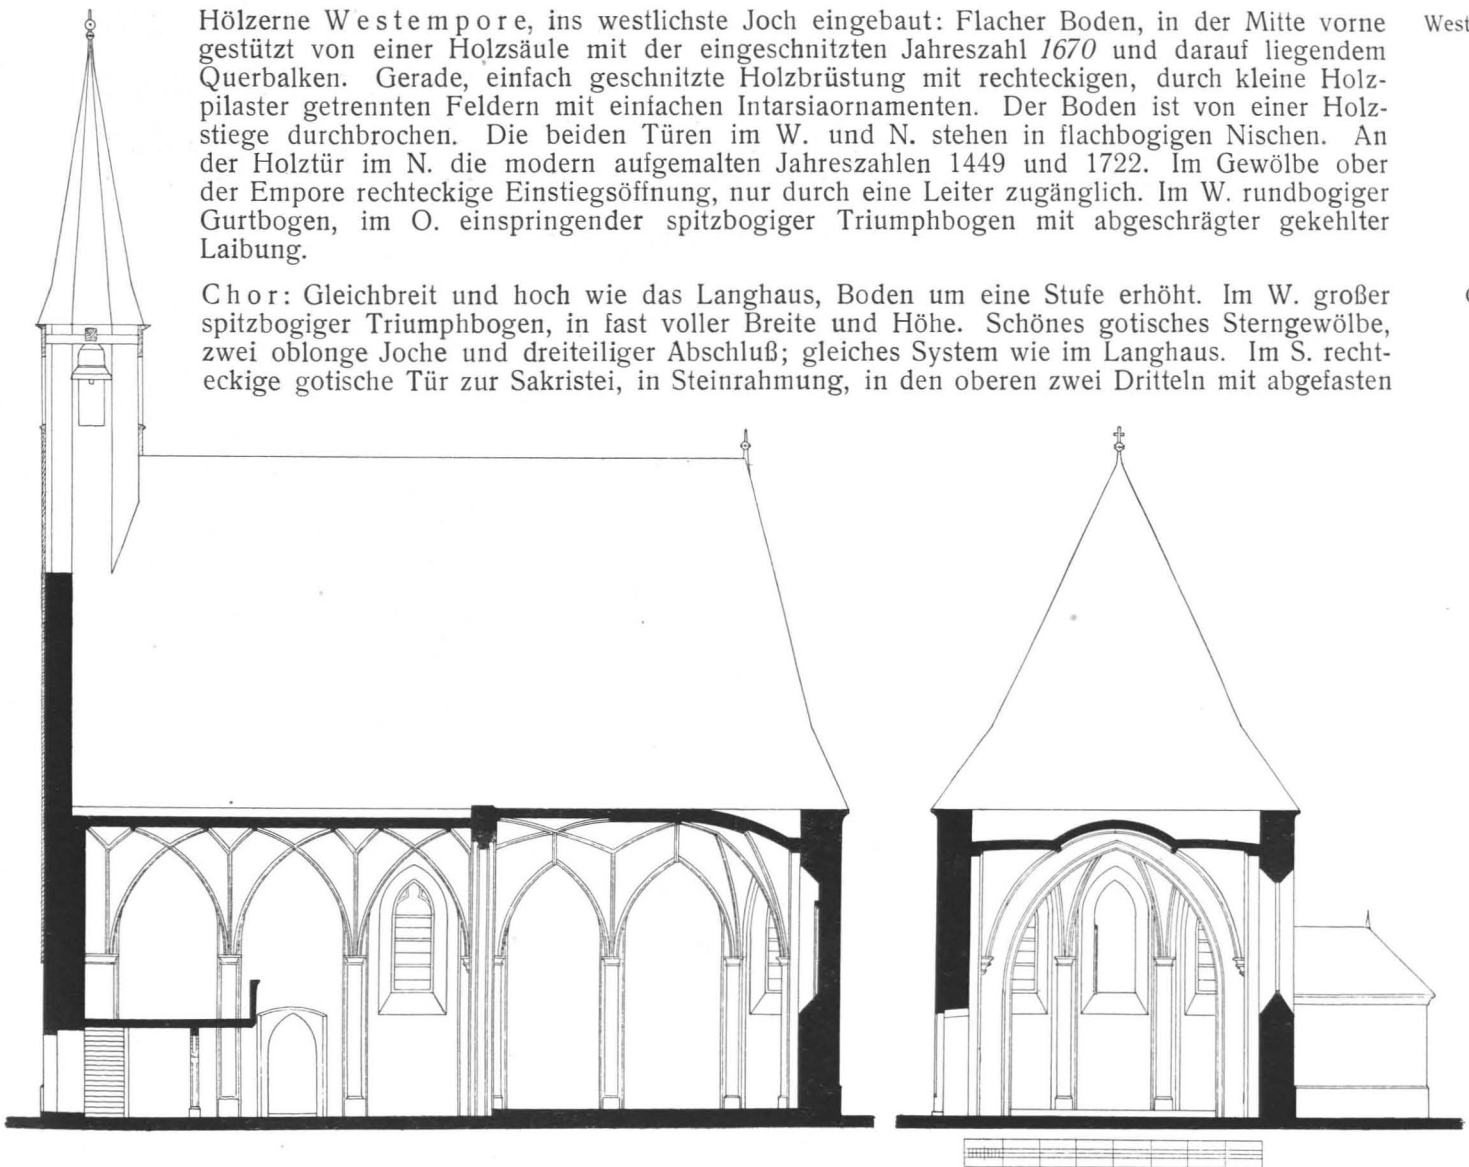 Hölzerne Westempore, ins westlichste Joch eingebaut: Flacher Boden, in der Mitte vorne
gestützt von einer Holzsäule mit der eingeschnitzten Jahreszahl 1670 und darauf liegendem
Querbalken. Gerade, einfach geschnitzte Holzbrüstung mit rechteckigen, durch kleine Holz-
pilaster getrennten Feldern mit einfachen Intarsiaornamenten. Der Boden ist von einer Holz-
stiege durchbrochen. Die beiden Türen im W. und N. stehen in flachbogigen Nischen. An
der Holztür im N. die modern aufgemalten Jahreszahlen 1449 und 1722. Im Gewölbe ober
der Empore rechteckige Einstiegsöffnung, nur durch eine Leiter zugänglich. Im W. rundbogiger
Gurtbogen, im O. einspringender spitzbogiger Triumphbogen mit abgeschrägter gekehlter
Laibung.
Chor: Gleichbreit und hoch wie das Langhaus, Boden um eine Stufe erhöht. Im W. großer
spitzbogiger Triumphbogen, in fast voller Breite und Höhe. Schönes gotisches Sterngewölbe,
zwei oblonge Joche und dreiteiliger Abschluß; gleiches System wie im Langhaus. Im S. recht-
eckige gotische Tür zur Sakristei, in Steinrahmung, in den oberen zwei Dritteln mit abgefasten
West